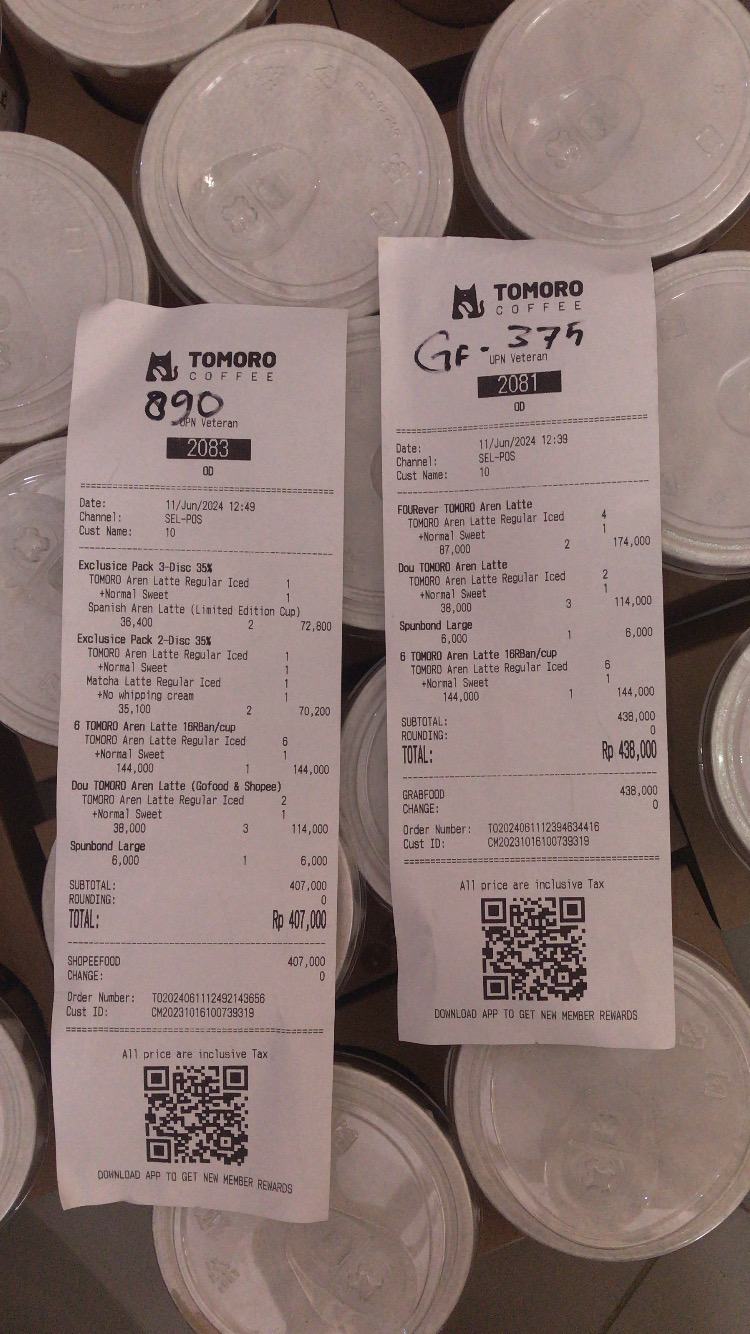 TOMORO
COFFEE
890
UPN Veteran
2083
OD
Date: 11/Jun/2024 12:49
Channel: SEL-POS
Cust Name: 10
Exclusice Pack 3-Disc 35%
TOMORO Aren Latte Regular Iced 1
+Normal Sweet 1
Spanish Aren Latte (Limited Edition Cup)
36,400 2 72,800
Exclusice Pack 2-Disc 35%
TOMORO Aren Latte Regular Iced 1
+Normal Sweet 1
Matcha Latte Regular Iced 1
+No whipping cream 1
35,100 2 70,200
6 TOMORO Aren Latte 16RBan/cup
TOMORO Aren Latte Regular Iced 6
+Normal Sweet 1
144,000 1 144,000
Dou TOMORO Aren Latte (Gofood & Shopee)
TOMORO Aren Latte Regular Iced 2
+Normal Sweet 1
38,000 3 114,000
Spunbond Large
6,000 1 6,000
SUBTOTAL: 407,000
ROUNDING: 0
TOTAL: Rp 407,000
SHOPEEFOOD 407,000
CHANGE: 0
Order Number: TO2024061112492143656
Cust ID: CM20231016100739319
All price are inclusive Tax
DOWNLOAD APP TO GET NEW MEMBER REWARDS
TOMORO
COFFEE
GF - 375
UPN Veteran
2081
OD
Date: 11/Jun/2024 12:39
Channel: SEL-POS
Cust Name: 10
FOURever TOMORO Aren Latte
TOMORO Aren Latte Regular Iced 4
+Normal Sweet 1
87,000 2 174,000
Dou TOMORO Aren Latte
TOMORO Aren Latte Regular Iced 2
+Normal Sweet 1
38,000 3 114,000
Spunbond Large
6,000 1 6,000
6 TOMORO Aren Latte 16RBan/cup
TOMORO Aren Latte Regular Iced 6
+Normal Sweet 1
144,000 1 144,000
SUBTOTAL: 438,000
ROUNDING: 0
TOTAL: Rp 438,000
GRABFOOD 438,000
CHANGE: 0
Order Number: TO2024061112394634416
Cust ID: CM20231016100739319
All price are inclusive Tax
DOWNLOAD APP TO GET NEW MEMBER REWARDS